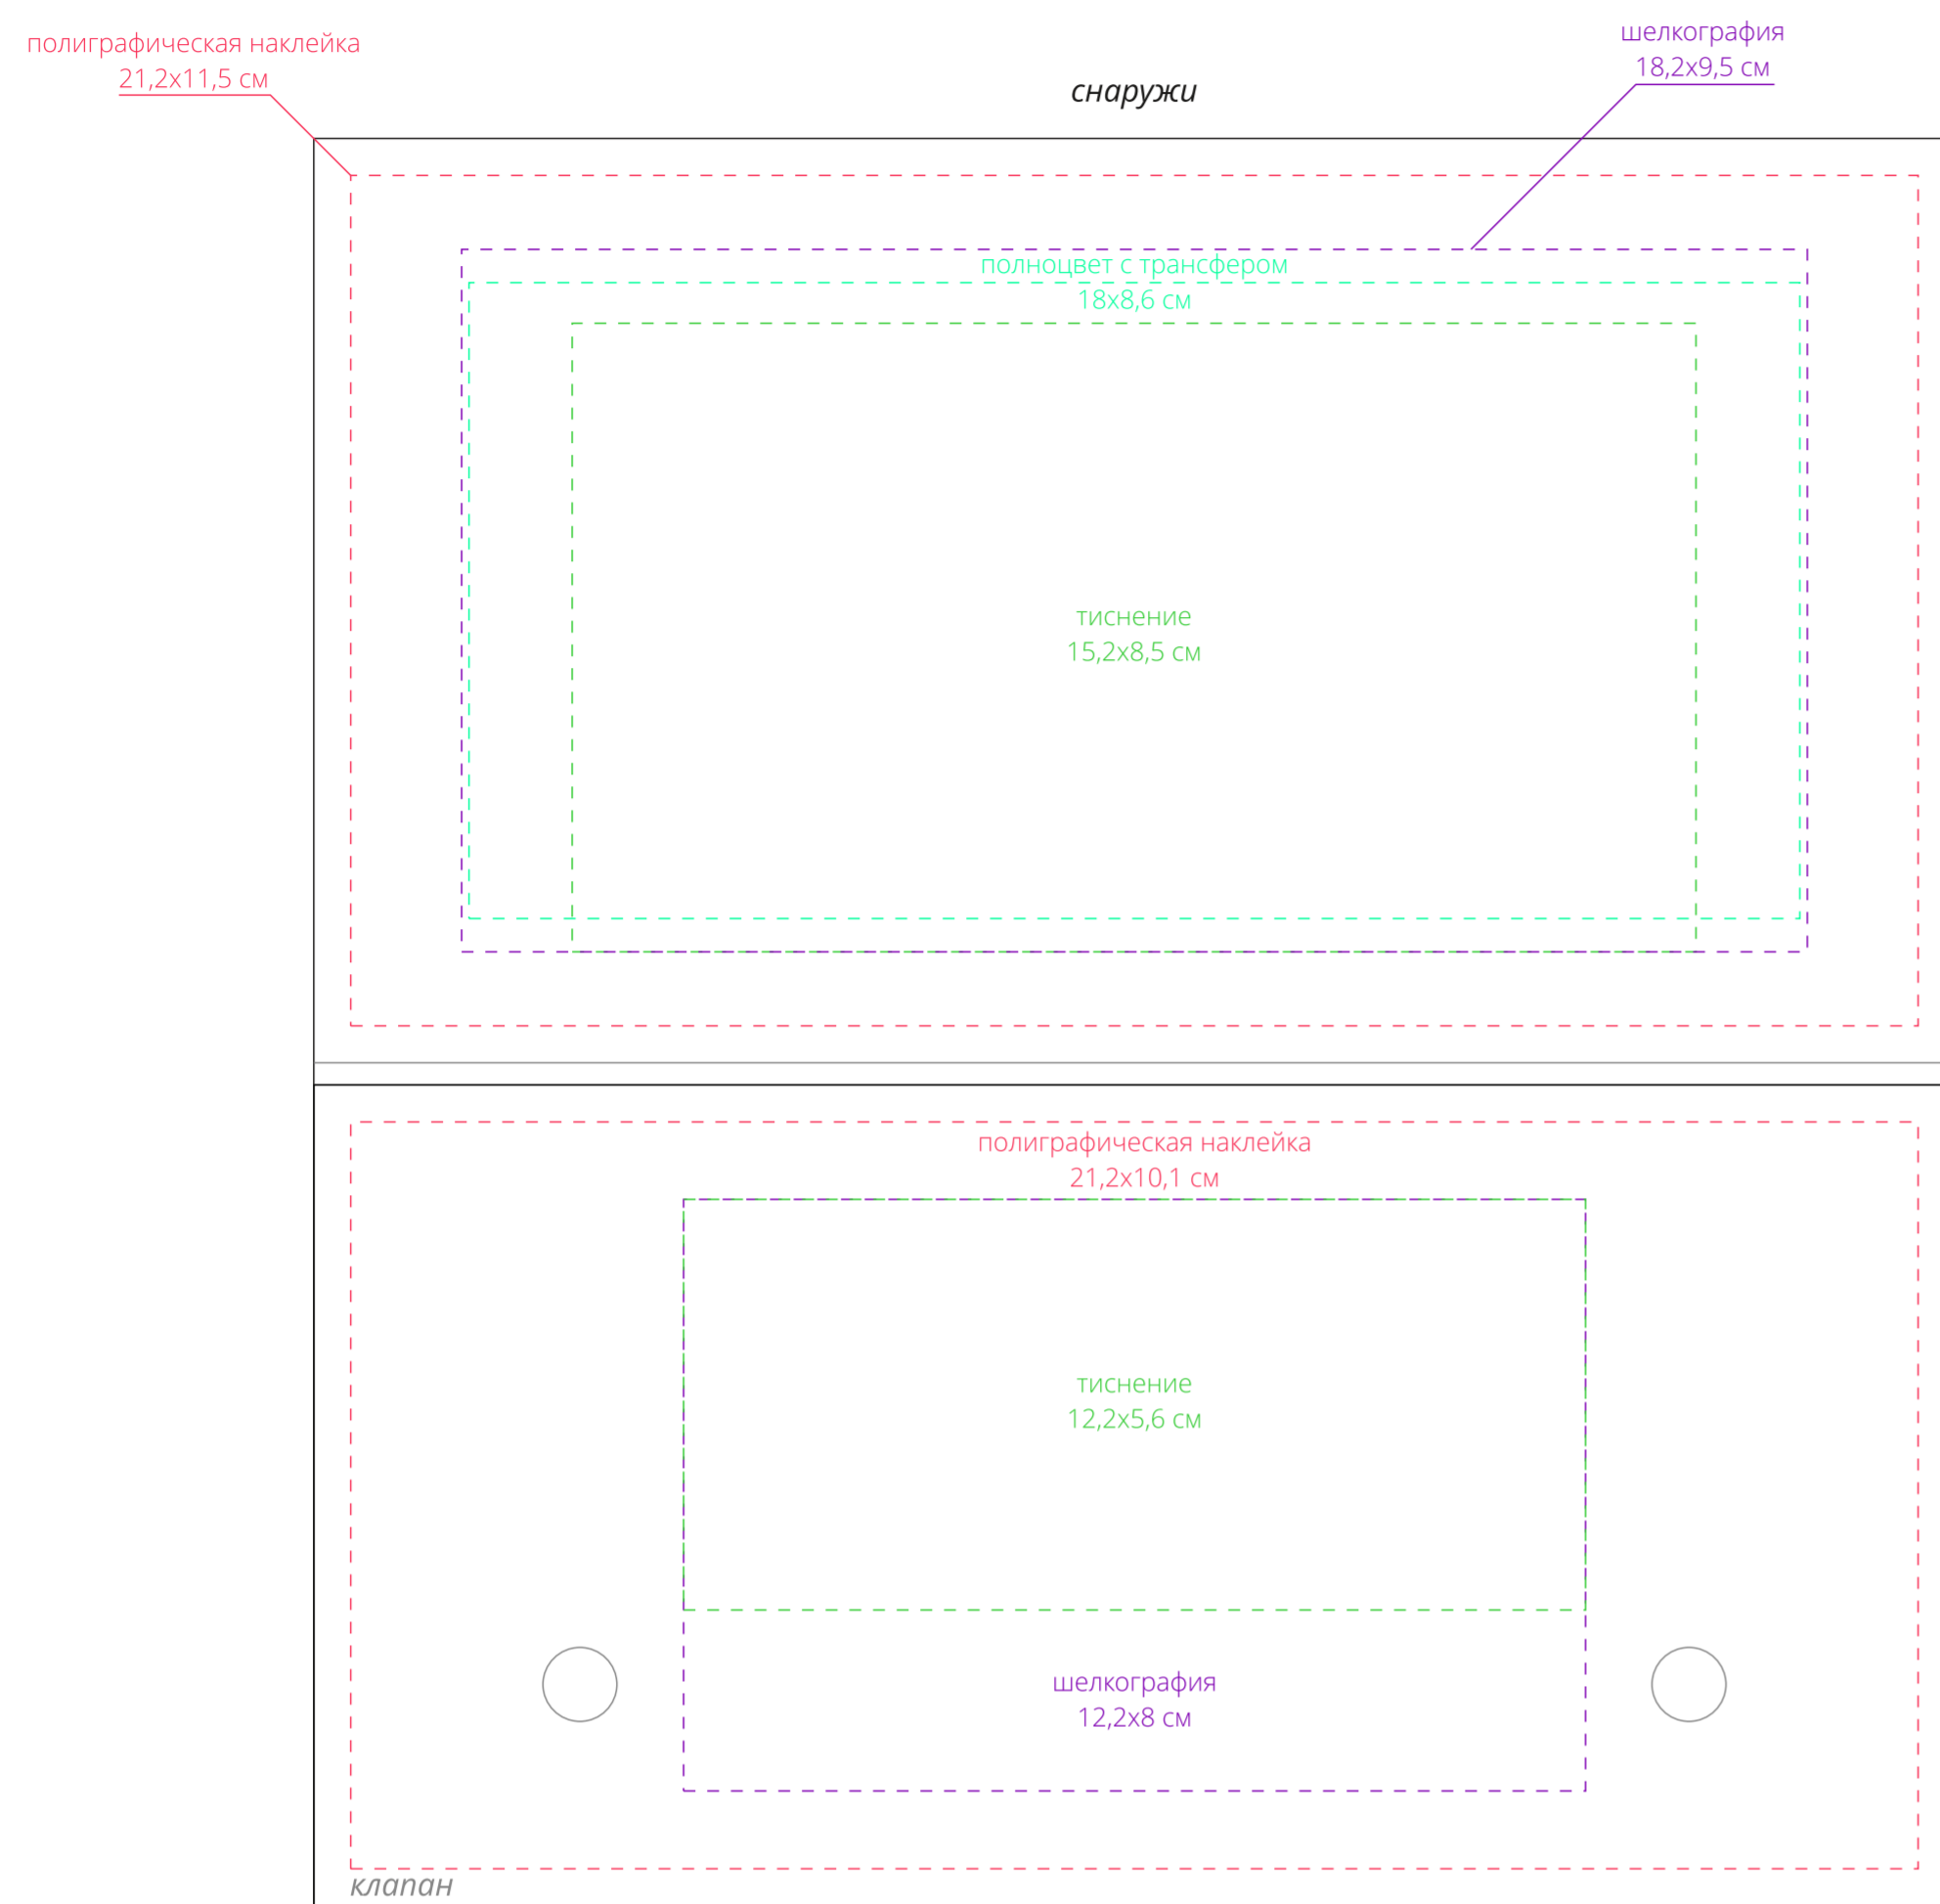 полиграфическая наклейка
21,2x11,5 см
шелкография
18,2x9,5 см
снаружи
полноцвет с трансфером
18x8,6 см
тиснение
15,2x8,5 см
полиграфическая наклейка
21,2x10,1 см
тиснение
12,2x5,6 см
шелкография
12,2x8 см
клапан